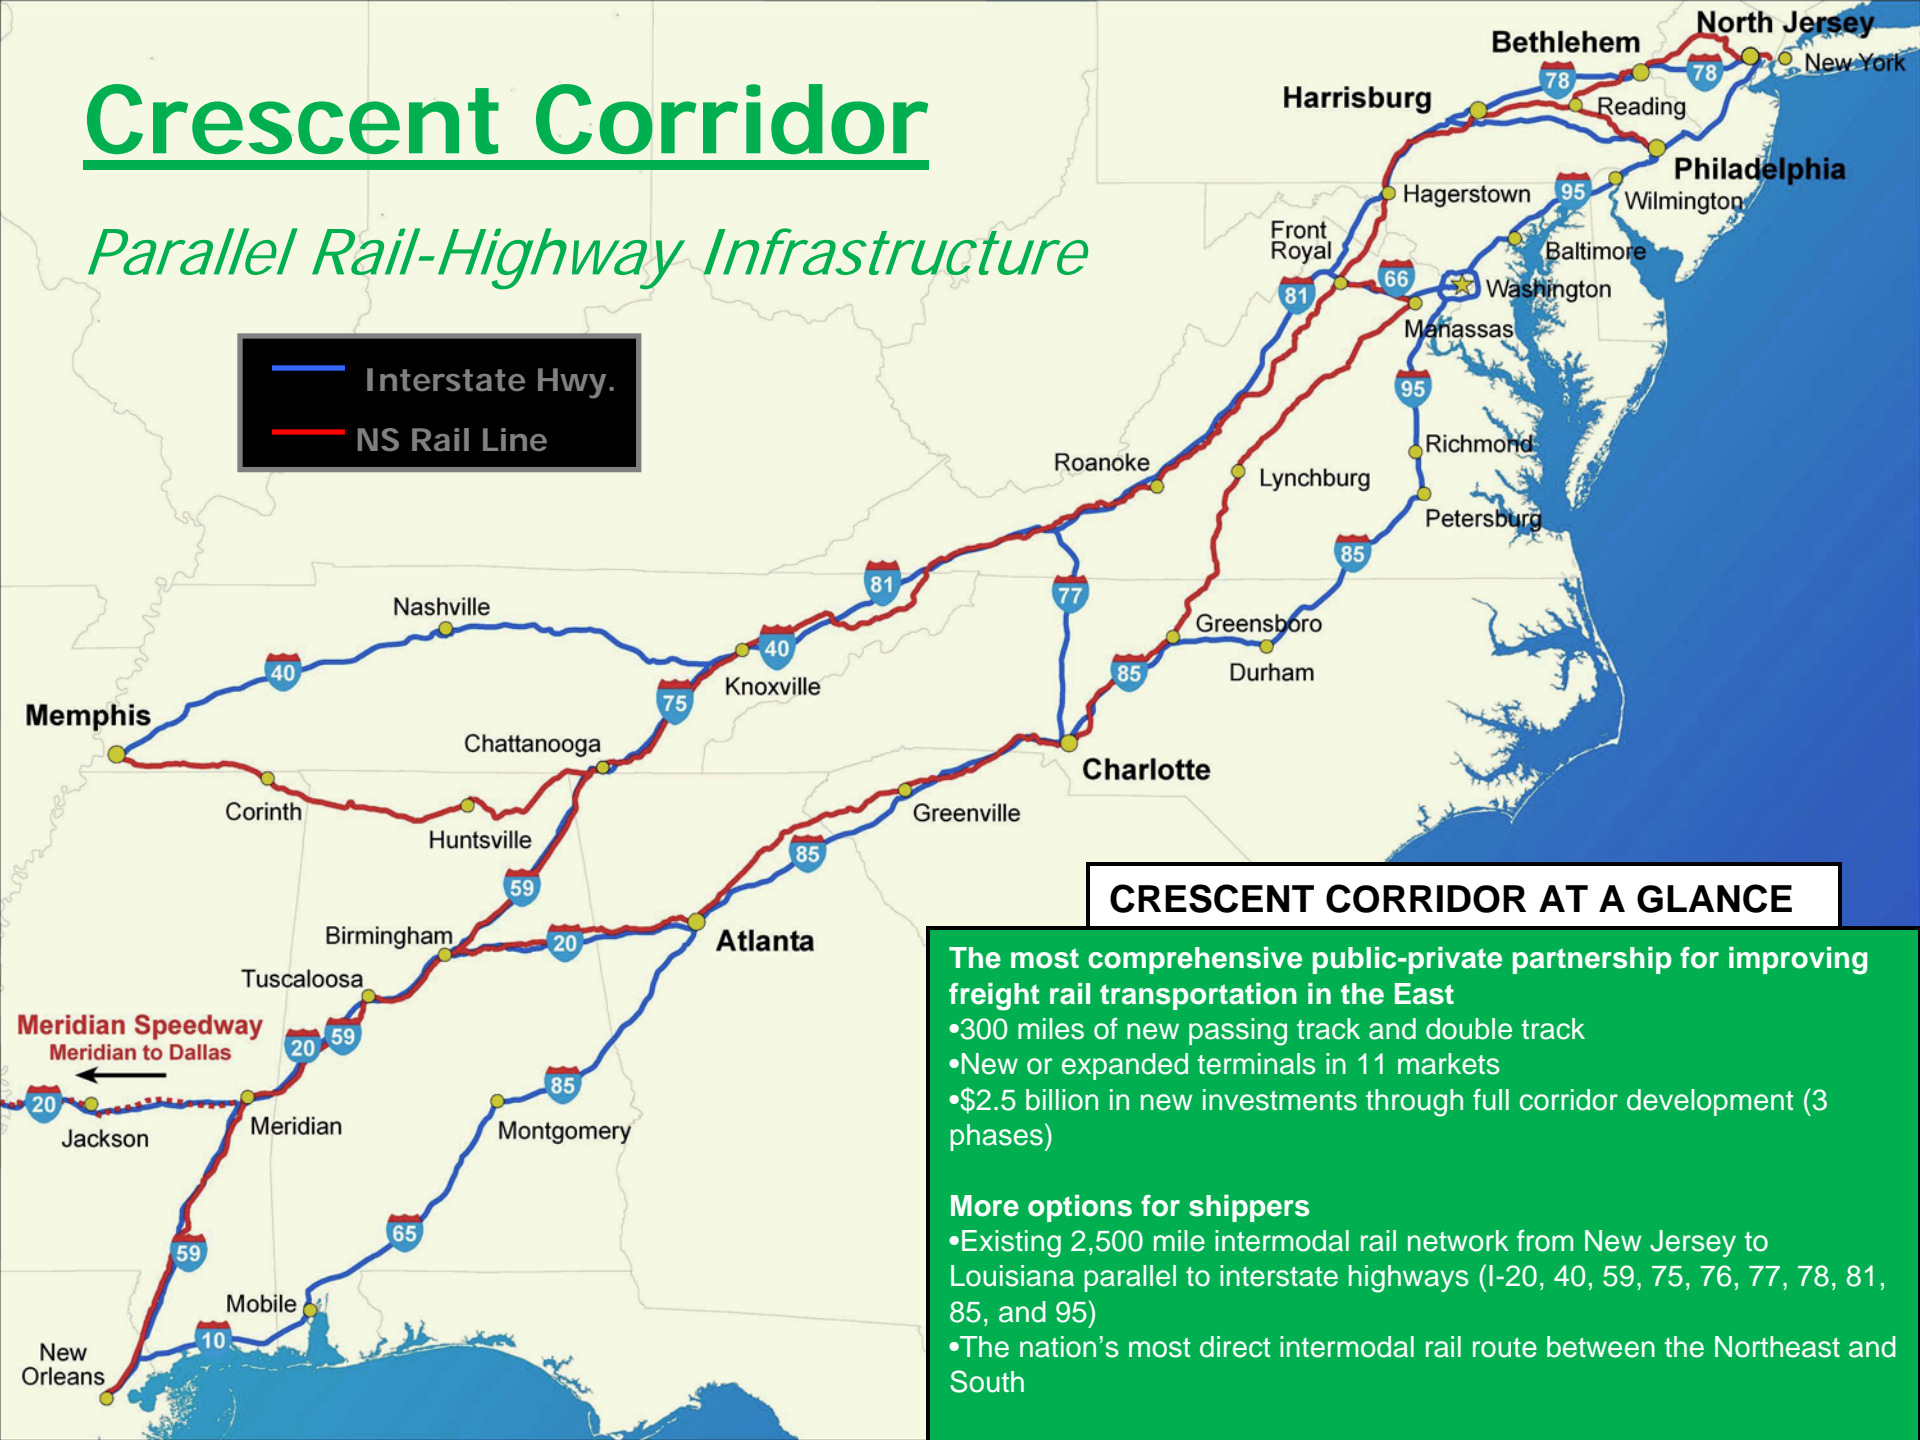 Crescent Corridor
Parallel Rail-Highway Infrastructure
Interstate Hwy.
NS Rail Line
North Jersey
Bethlehem
New York
78
78
Harrisburg
Reading
Philadelphia
Hagerstown
95
Wilmington
Front
Royal
Baltimore
66
81
Washington
Manassas
95
Richmond
Roanoke
Lynchburg
Petersburg
85
81
77
Nashville
Greensboro
40
40
Durham
85
Knoxville
75
Memphis
Chattanooga
Charlotte
Corinth
Greenville
Huntsville
85
59
Birmingham
20
Atlanta
Tuscaloosa
Meridian Speedway
Meridian to Dallas
20
59
20
85
Jackson
Meridian
Montgomery
65
59
Mobile
10
New
Orleans
CRESCENT CORRIDOR AT A GLANCE
The most comprehensive public-private partnership for improving
freight rail transportation in the East
•300 miles of new passing track and double track
•New or expanded terminals in 11 markets
•$2.5 billion in new investments through full corridor development (3
phases)
More options for shippers
•Existing 2,500 mile intermodal rail network from New Jersey to
Louisiana parallel to interstate highways (I-20, 40, 59, 75, 76, 77, 78, 81,
85, and 95)
•The nation’s most direct intermodal rail route between the Northeast and
South